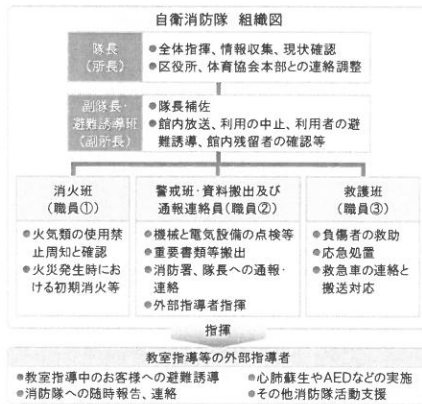 自衛消防隊 組織図
隊長
（所長）
●全体指揮、情報収集、現状確認
●区役所、体育協会本部との連絡調整
副隊長・
避難誘導班
（副所長）
●隊長補佐
●館内放送、利用の中止、利用者の避
難誘導、館内残留者の確認等
消火班
（職員①）
●火気類の使用禁
止周知と確認
●火災発生時にお
ける初期消火等
警戒班・資料搬出及び
通報連絡員（職員②）
●機械と電気設備の点検等
●重要書類等搬出
●消防署、隊長への通報・
連絡
●外部指導者指揮
救護班
（職員③）
●負傷者の救助
●応急処置
●救急車の連絡と
搬送対応
指揮
教室指導等の外部指導者
●教室指導中のお客様への避難誘導
●消防隊への随時報告、連絡
●心肺蘇生やAEDなどの実施
●その他消防隊活動支援